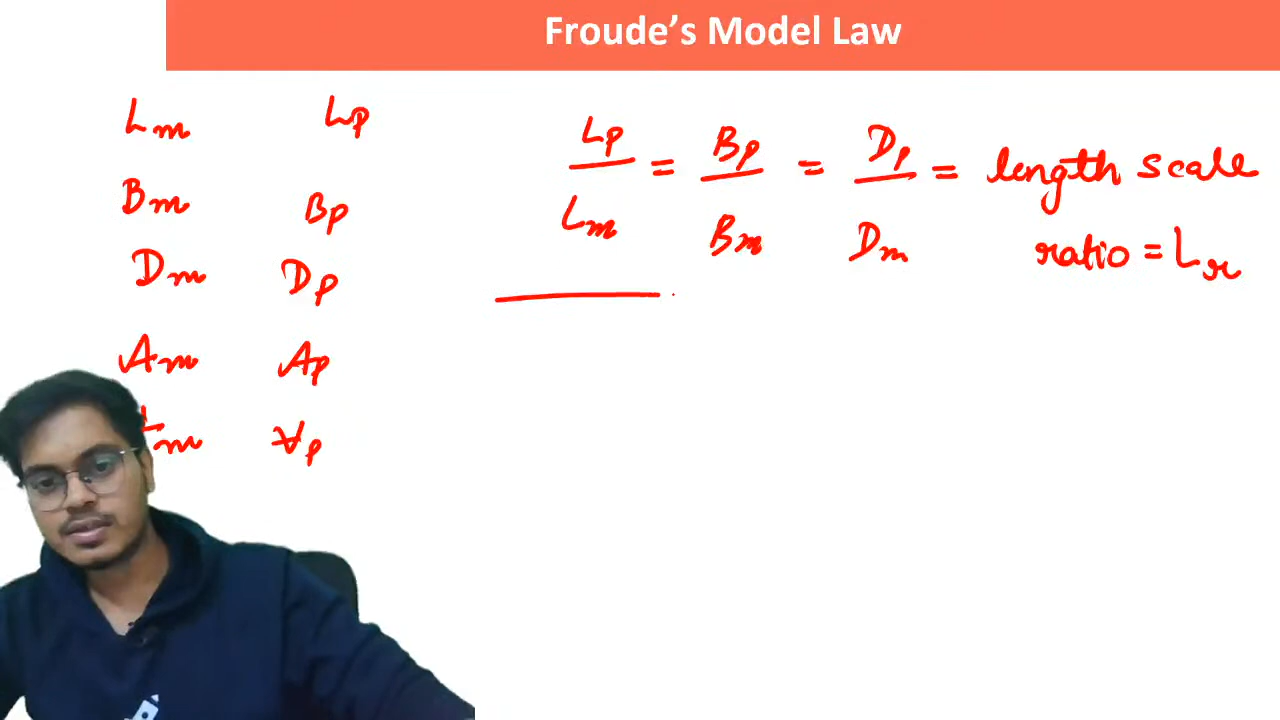 Froude's Model Law
Lm Lp
Bm Bp
Dm Dp
Am Ap
∀p
Lp/Lm = Bp/Bm = Dp/Dm = length scale
ratio = Lr